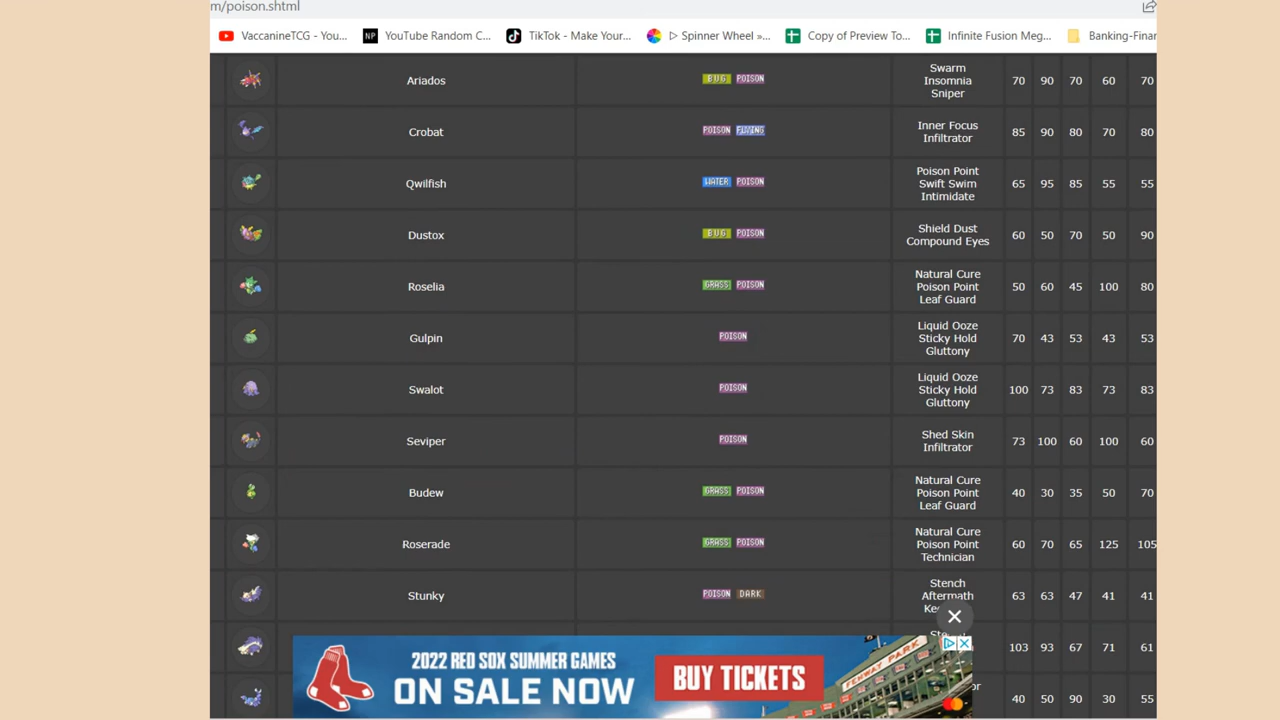 m/poison.shtml
VaccanineTCG - You... NP YouTube Random C... TikTok - Make Your... ▷ Spinner Wheel »... Copy of Preview To... Infinite Fusion Meg... Banking-Finan
Ariados BUG POISON Swarm Insomnia Sniper 70 90 70 60 70
Crobat POISON FLYING Inner Focus Infiltrator 85 90 80 70 80
Qwilfish WATER POISON Poison Point Swift Swim Intimidate 65 95 85 55 55
Dustox BUG POISON Shield Dust Compound Eyes 60 50 70 50 90
Roselia GRASS POISON Natural Cure Poison Point Leaf Guard 50 60 45 100 80
Gulpin POISON Liquid Ooze Sticky Hold Gluttony 70 43 53 43 53
Swalot POISON Liquid Ooze Sticky Hold Gluttony 100 73 83 73 83
Seviper POISON Shed Skin Infiltrator 73 100 60 100 60
Budew GRASS POISON Natural Cure Poison Point Leaf Guard 40 30 35 50 70
Roserade GRASS POISON Natural Cure Poison Point Technician 60 70 65 125 105
Stunky POISON DARK Stench Aftermath 63 63 47 41 41
103 93 67 71 61
40 50 90 30 55
2022 RED SOX SUMMER GAMES
ON SALE NOW
BUY TICKETS
FENWAY PARK